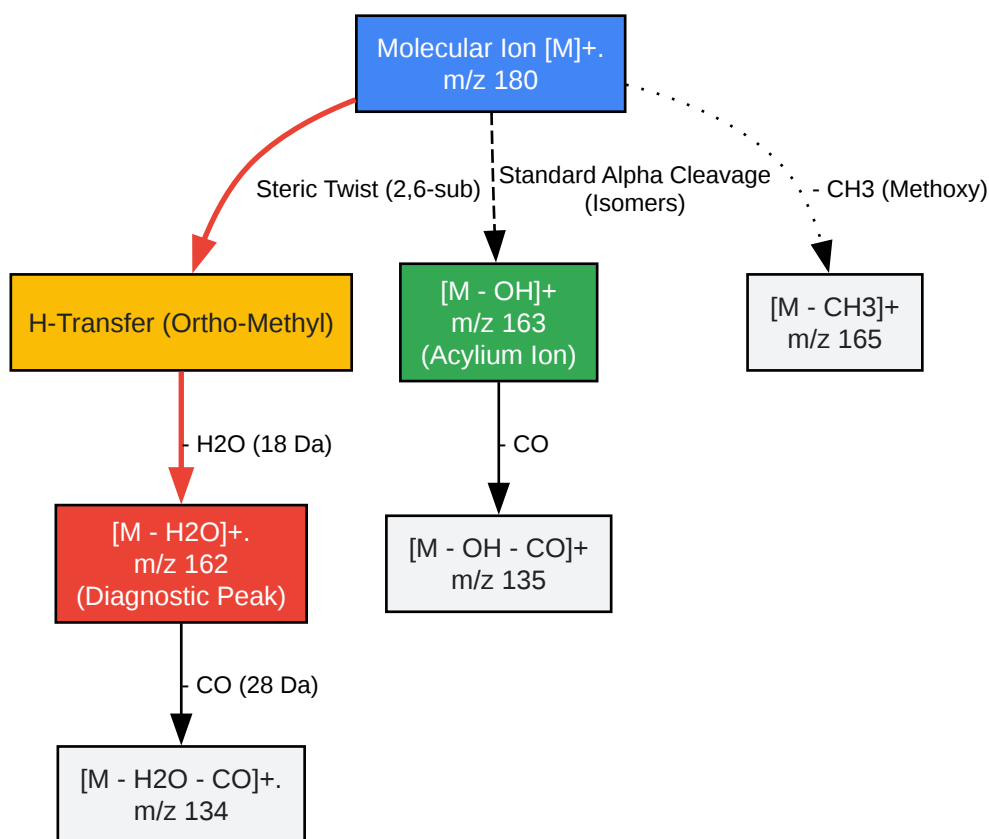 Molecular Ion [M]+.
m/z 180
Steric Twist (2,6-sub)
Standard Alpha Cleavage
(Isomers)
- CH3 (Methoxy)
H-Transfer (Ortho-Methyl)
[M - OH]+
m/z 163
(Acylium Ion)
[M - CH3]+
m/z 165
- H2O (18 Da)
- CO
[M - H2O]+.
m/z 162
(Diagnostic Peak)
[M - OH - CO]+
m/z 135
- CO (28 Da)
[M - H2O - CO]+.
m/z 134